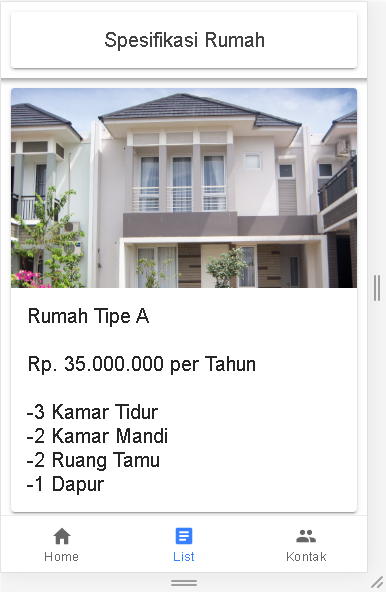 Spesifikasi Rumah
Rumah Tipe A
Rp. 35.000.000 per Tahun
-3 Kamar Tidur
-2 Kamar Mandi
-2 Ruang Tamu
-1 Dapur
Home
List
Kontak